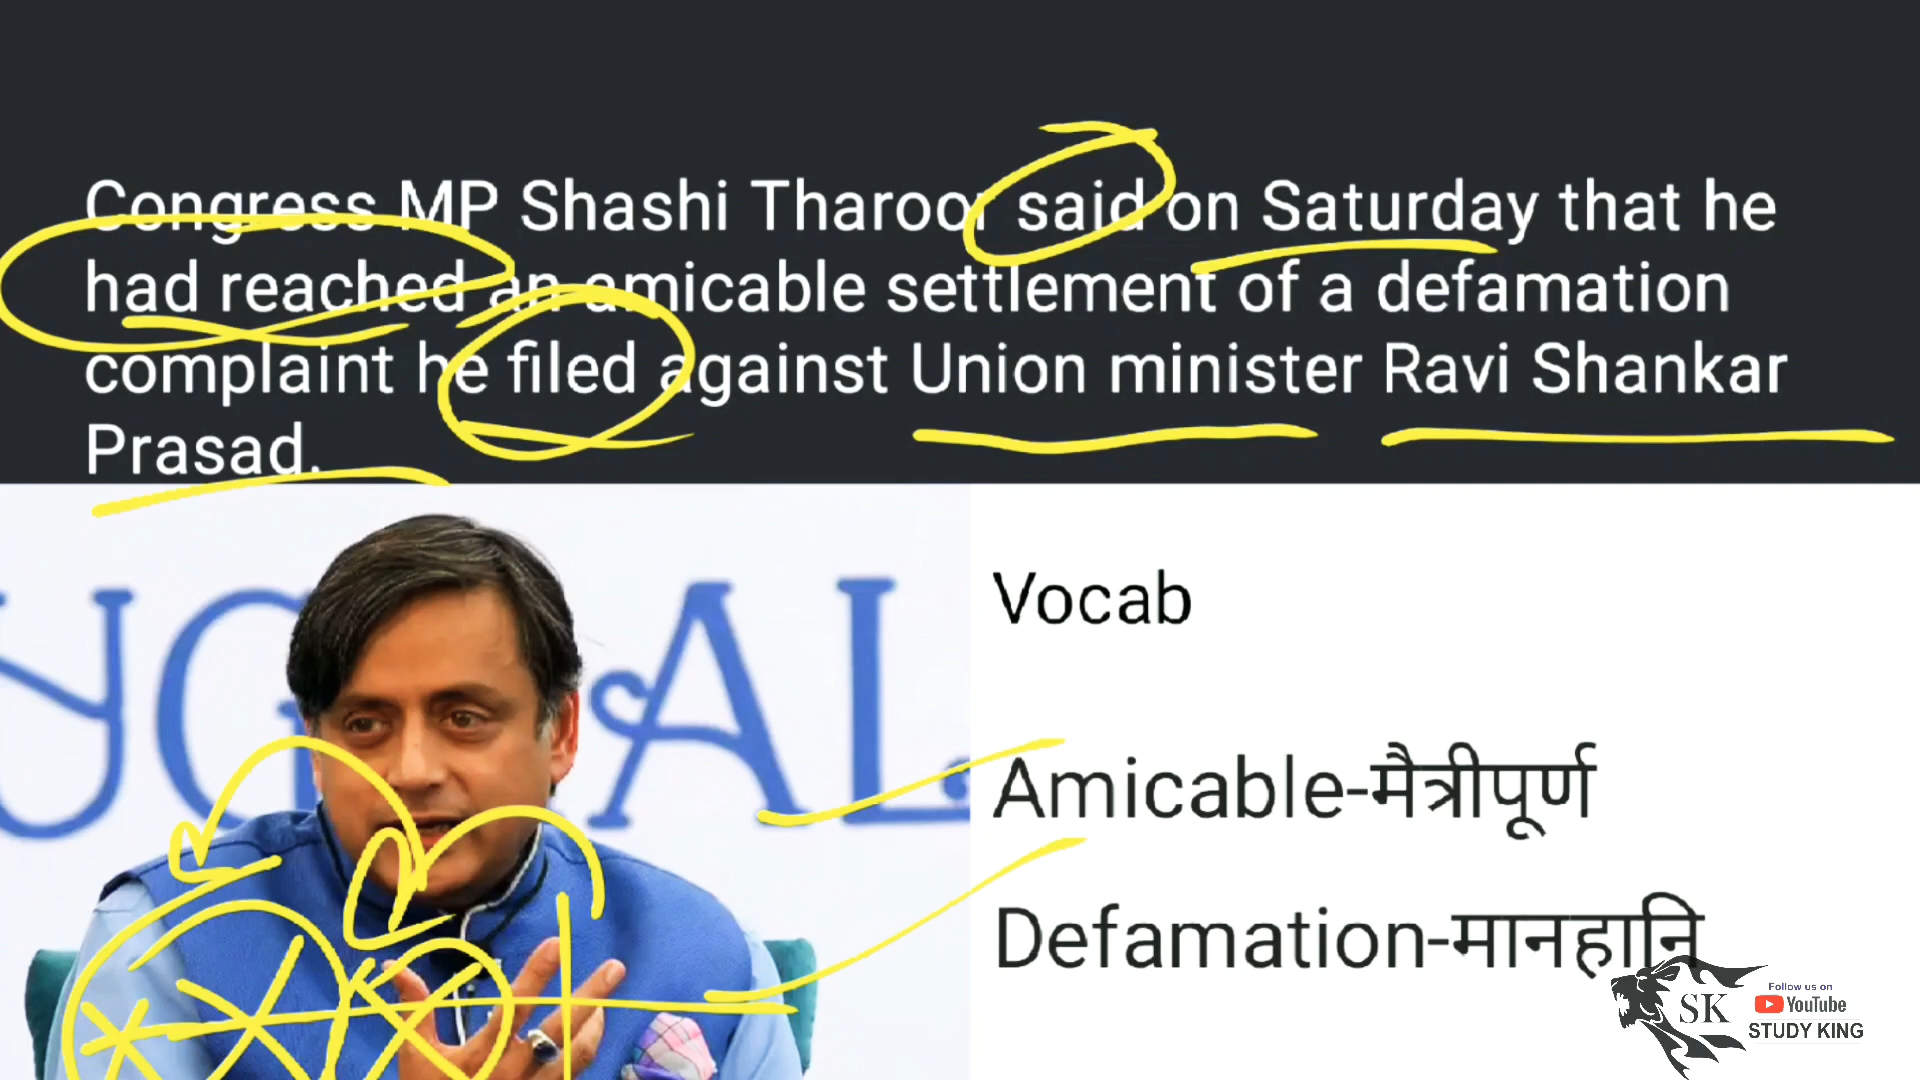 Congress MP Shashi Tharoor said on Saturday that he
had reached an amicable settlement of a defamation
complaint he filed against Union minister Ravi Shankar
Prasad.
Vocab
Amicable-मैत्रीपूर्ण
Defamation-मानहानि
SK
Follow us on
YouTube
STUDY KING